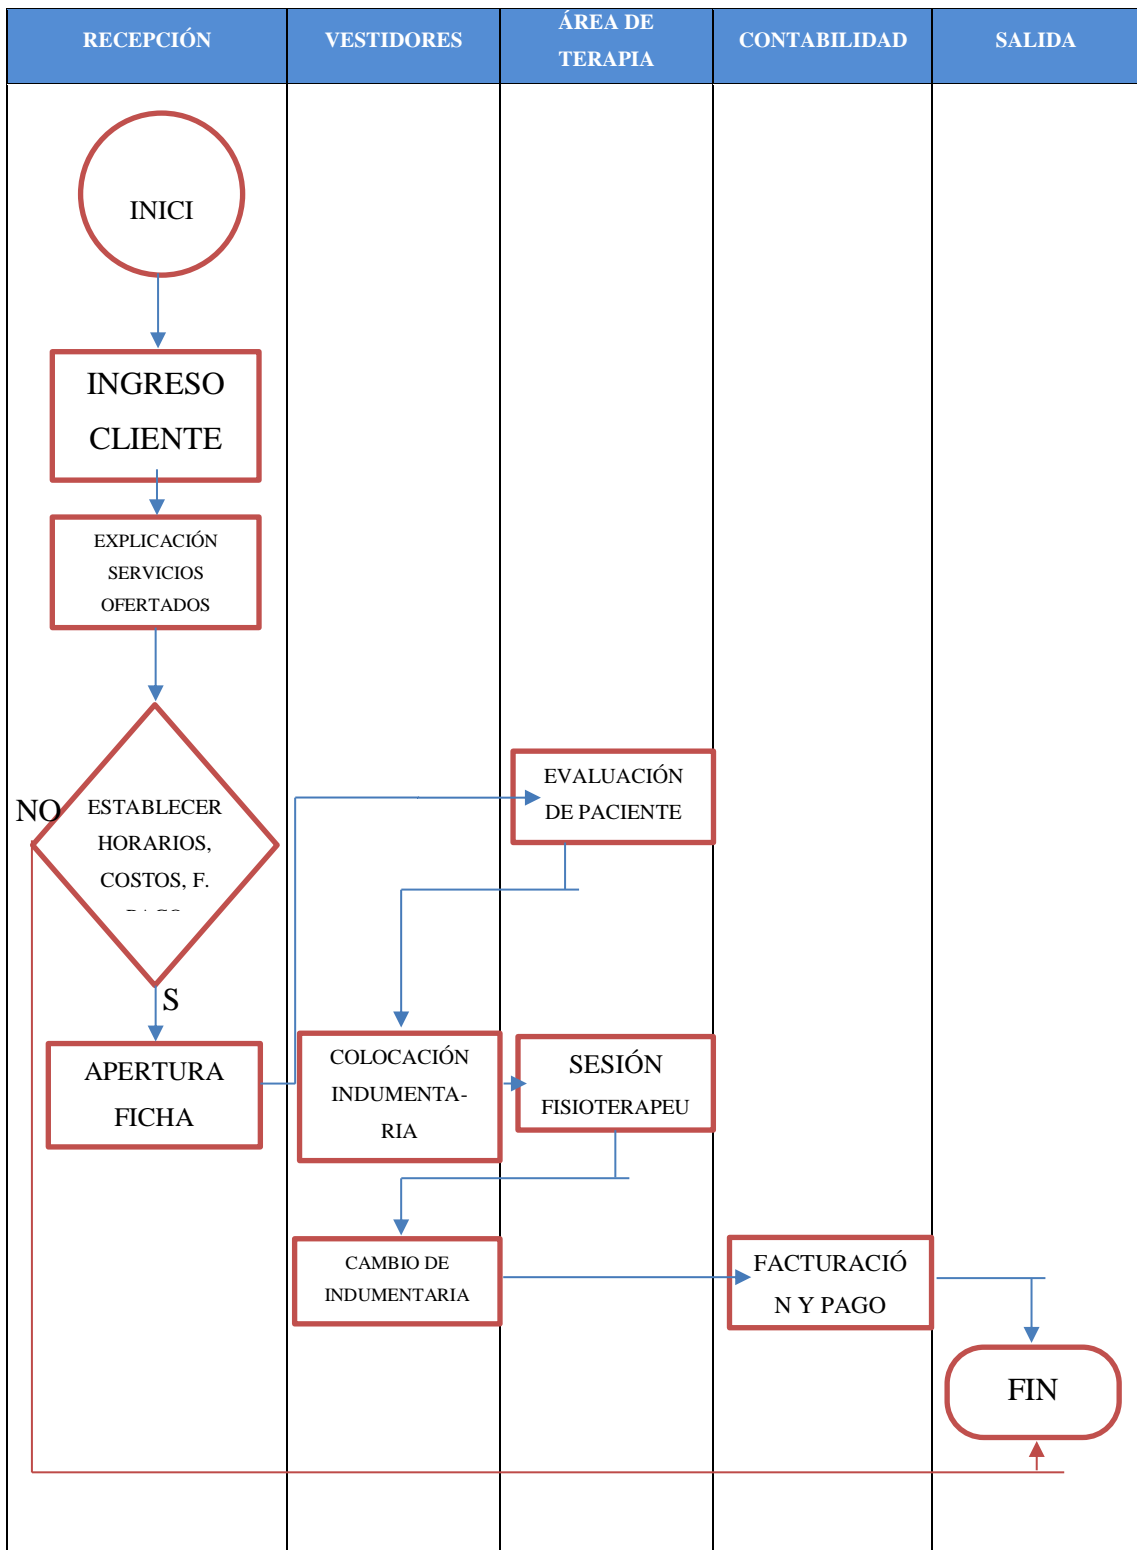 RECEPCIÓN
VESTIDORES
ÁREA DE
TERAPIA
CONTABILIDAD
SALIDA
INICI
INGRESO
CLIENTE
EXPLICACIÓN
SERVICIOS
OFERTADOS
NO
ESTABLECER
HORARIOS,
COSTOS, F.
S
APERTURA
FICHA
EVALUACIÓN
DE PACIENTE
COLOCACIÓN
INDUMENTA-
RIA
SESIÓN
FISIOTERAPEU
CAMBIO DE
INDUMENTARIA
FACTURACIÓ
N Y PAGO
FIN